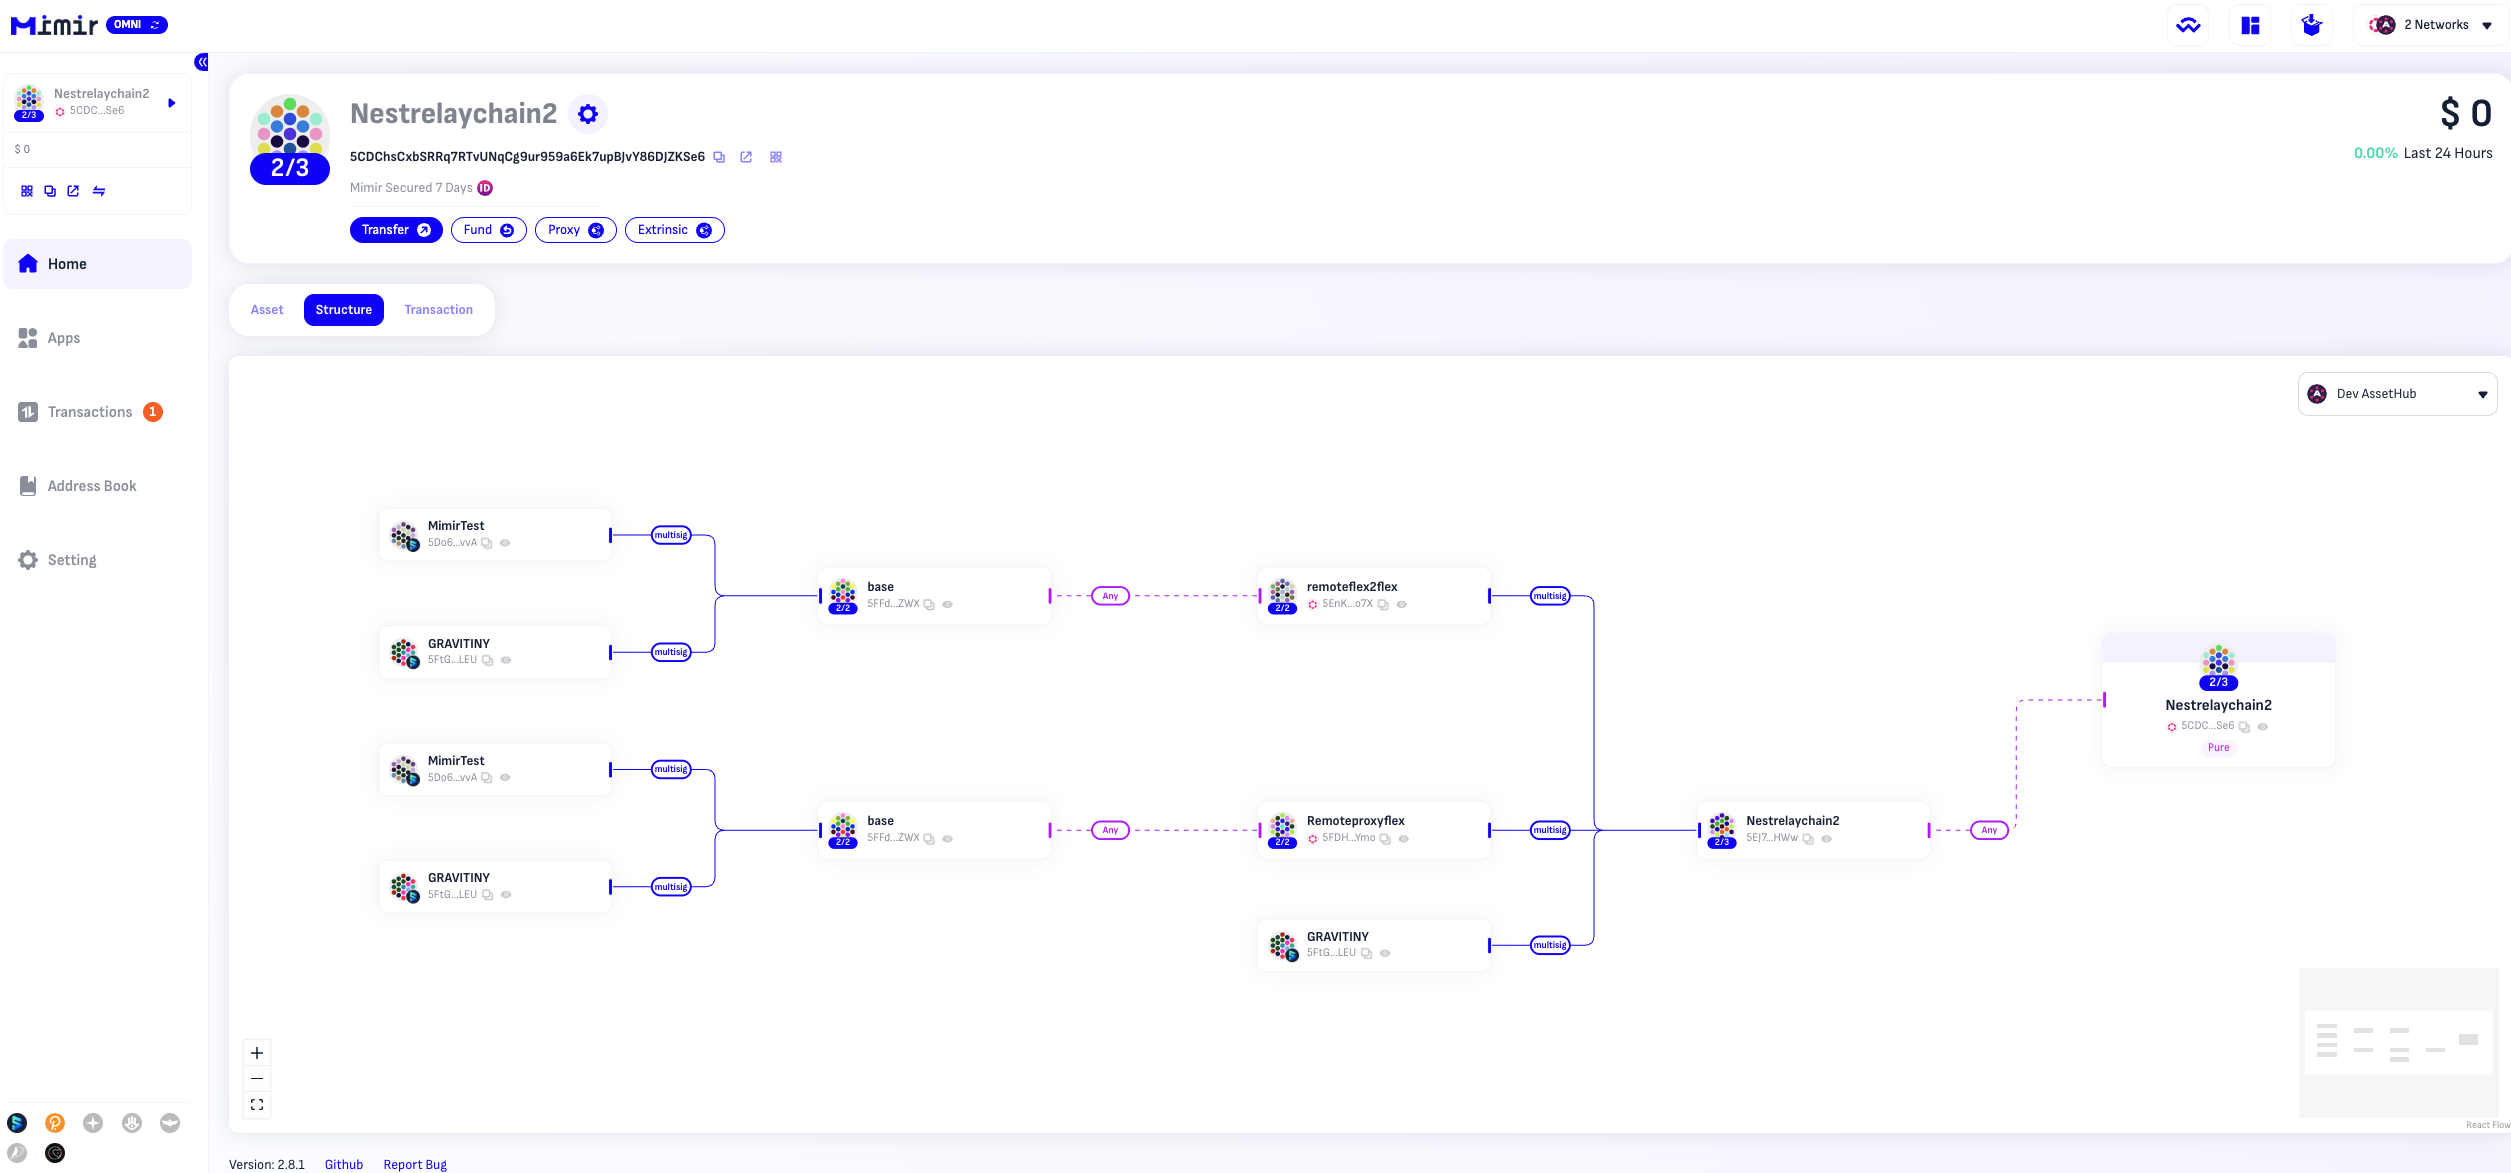 Mimir OMNI
2 Networks
Nestrelaychain2
5CDC...Se6
2/3
$ 0
Home
Apps
Transactions 1
Address Book
Setting
2/3
Nestrelaychain2
5CDChsCxbSRRq7RTvUNqCg9ur959a6Ek7upBJvY86DJZKSe6
Mimir Secured 7 Days ID
Transfer Fund Proxy Extrinsic
$ 0
0.00% Last 24 Hours
Asset Structure Transaction
Dev AssetHub
MimirTest
5Do6...vvA
multisig
GRAVITINY
5FtG...LEU
multisig
MimirTest
5Do6...vvA
multisig
GRAVITINY
5FtG...LEU
multisig
base
5FFd...ZWX
2/2
Any
base
5FFd...ZWX
2/2
Any
remoteflex2flex
5EnK...o7X
2/2
multisig
Remoteproxyflex
5FDH...Ymo
2/2
multisig
GRAVITINY
5FtG...LEU
multisig
Nestrelaychain2
5EJ7...HWw
2/3
Any
2/3
Nestrelaychain2
5CDC...Se6
Pure
React Flow
Version: 2.8.1 Github Report Bug